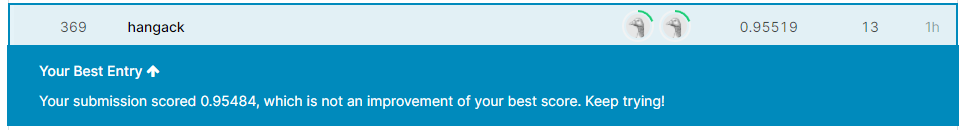 369 hangack 0.95519 13 1h
Your Best Entry
Your submission scored 0.95484, which is not an improvement of your best score. Keep trying!